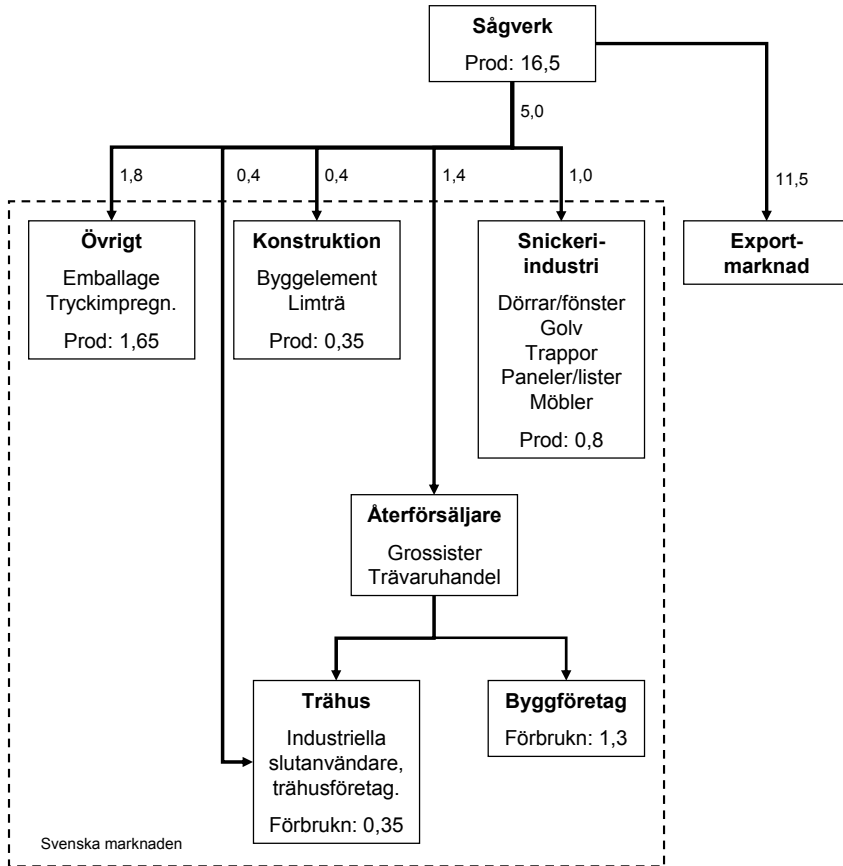 Sågverk
Prod: 16,5
5,0
1,8
0,4
0,4
1,4
1,0
11,5
Övrigt
Emballage
Tryckimpregn.
Prod: 1,65
Konstruktion
Byggelement
Limträ
Prod: 0,35
Snickeri-
industri
Dörrar/fönster
Golv
Trappor
Paneler/lister
Möbler
Prod: 0,8
Export-
marknad
Återförsäljare
Grossister
Trävaruhandel
Trähus
Industriella
slutanvändare,
trähusföretag.
Förbrukn: 0,35
Byggföretag
Förbrukn: 1,3
Svenska marknaden